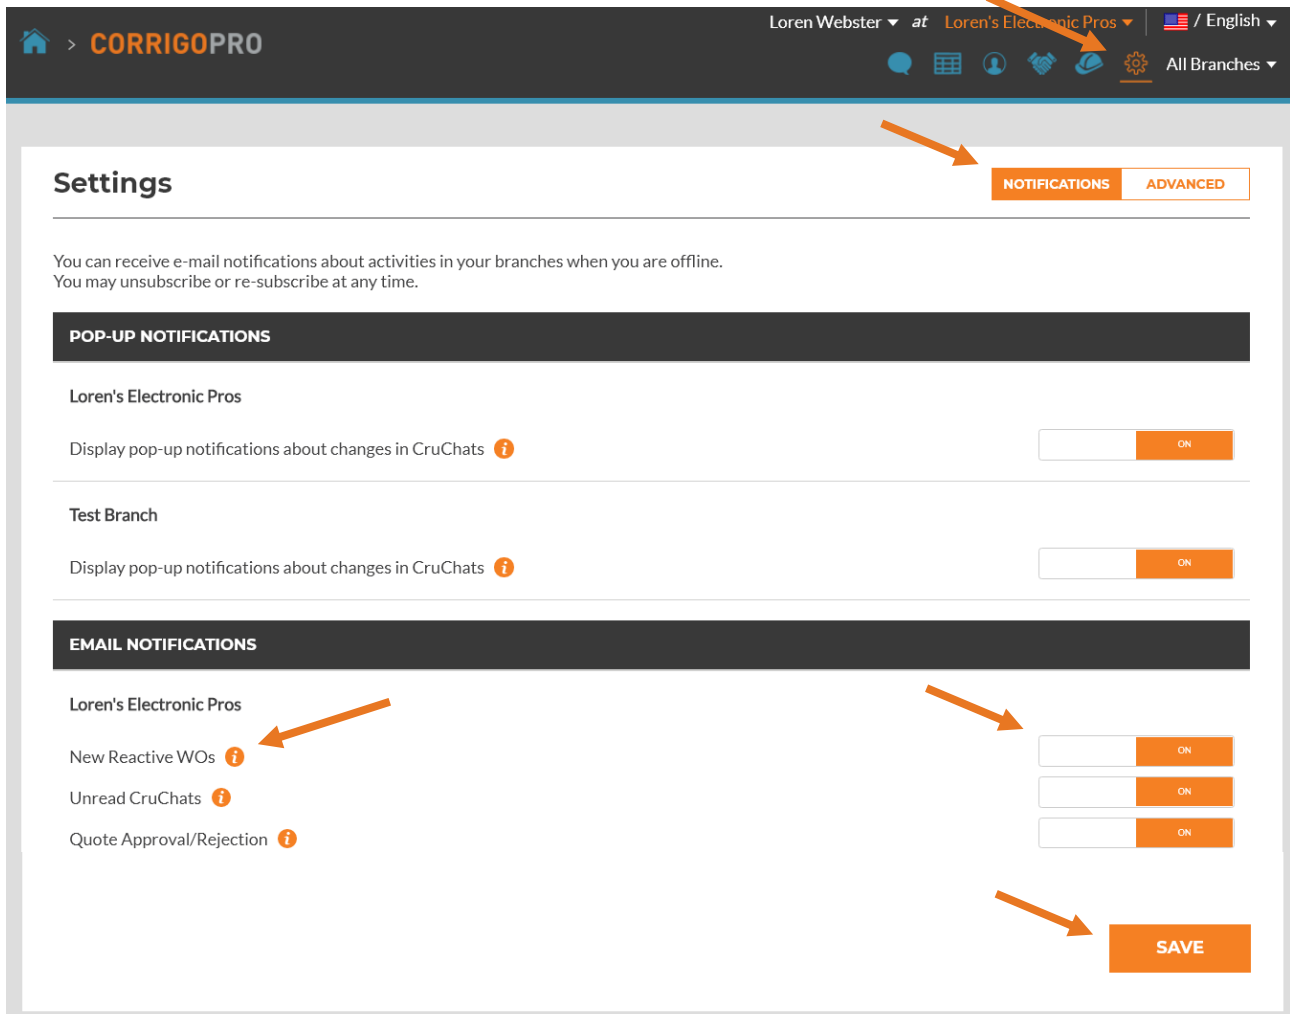 Loren Webster at Loren's Electronic Pros / English
> CORRIGOPRO
All Branches
Settings
NOTIFICATIONS ADVANCED
You can receive e-mail notifications about activities in your branches when you are offline.
You may unsubscribe or re-subscribe at any time.
POP-UP NOTIFICATIONS
Loren's Electronic Pros
Display pop-up notifications about changes in CruChats i ON
Test Branch
Display pop-up notifications about changes in CruChats i ON
EMAIL NOTIFICATIONS
Loren's Electronic Pros
New Reactive WOs i ON
Unread CruChats i ON
Quote Approval/Rejection i ON
SAVE